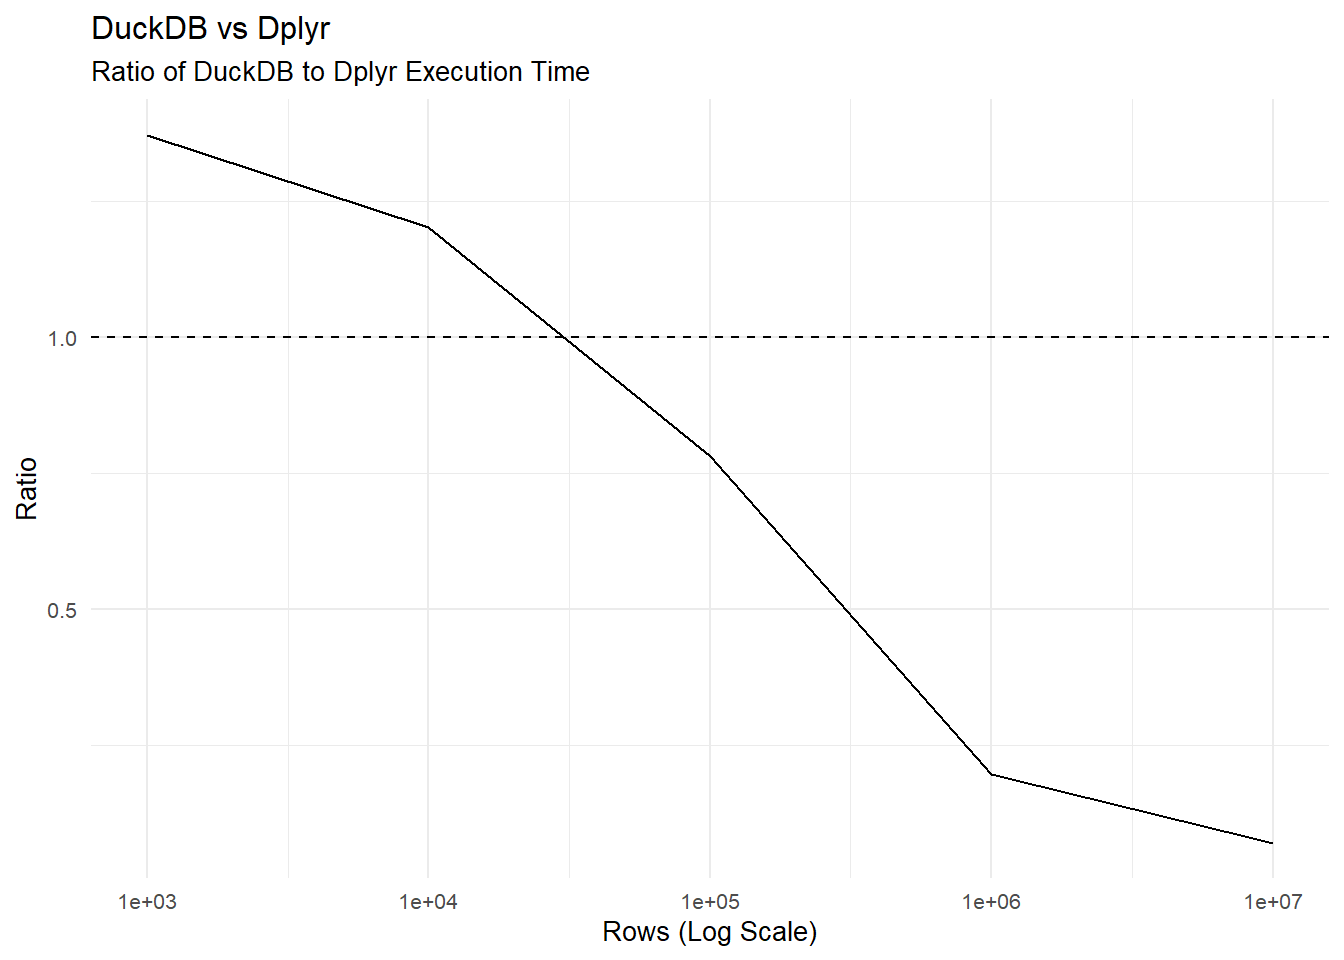 DuckDB vs Dplyr
Ratio of DuckDB to Dplyr Execution Time
Ratio
1.0
0.5
1e+03 1e+04 1e+05 1e+06 1e+07
Rows (Log Scale)